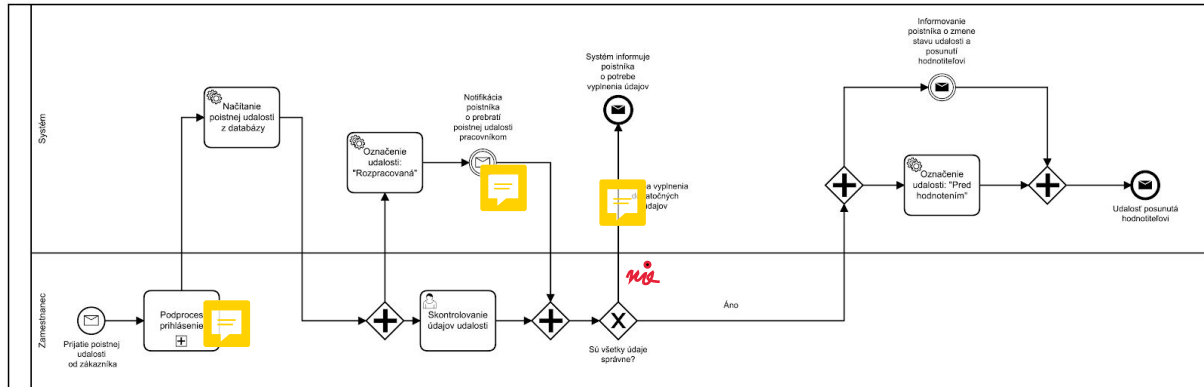 Systém
Zamestnanec
Prijatie poistnej
udalosti
od zákazníka
Podproces
prihlásenie
Načítanie
poistnej udalosti
z databázy
Označenie
udalosti:
"Rozpracovaná"
Notifikácia
poistníka
o prebratí
poistnej udalosti
pracovníkom
Skontrolovanie
údajov udalosti
Systém informuje
poistníka
o potrebe
vyplnenia údajov
vyplnenia
Sú všetky údaje
správne?
Áno
Informovanie
poistníka o zmene
stavu udalosti a
posunutí
hodnotiteľovi
Označenie
udalosti: "Pred
hodnotením"
Udalosť posunutá
hodnotiteľovi